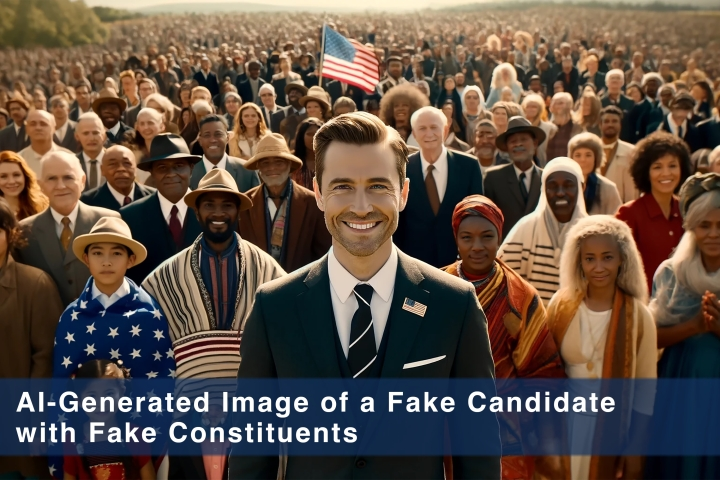 AI-Generated Image of a Fake Candidate
with Fake Constituents